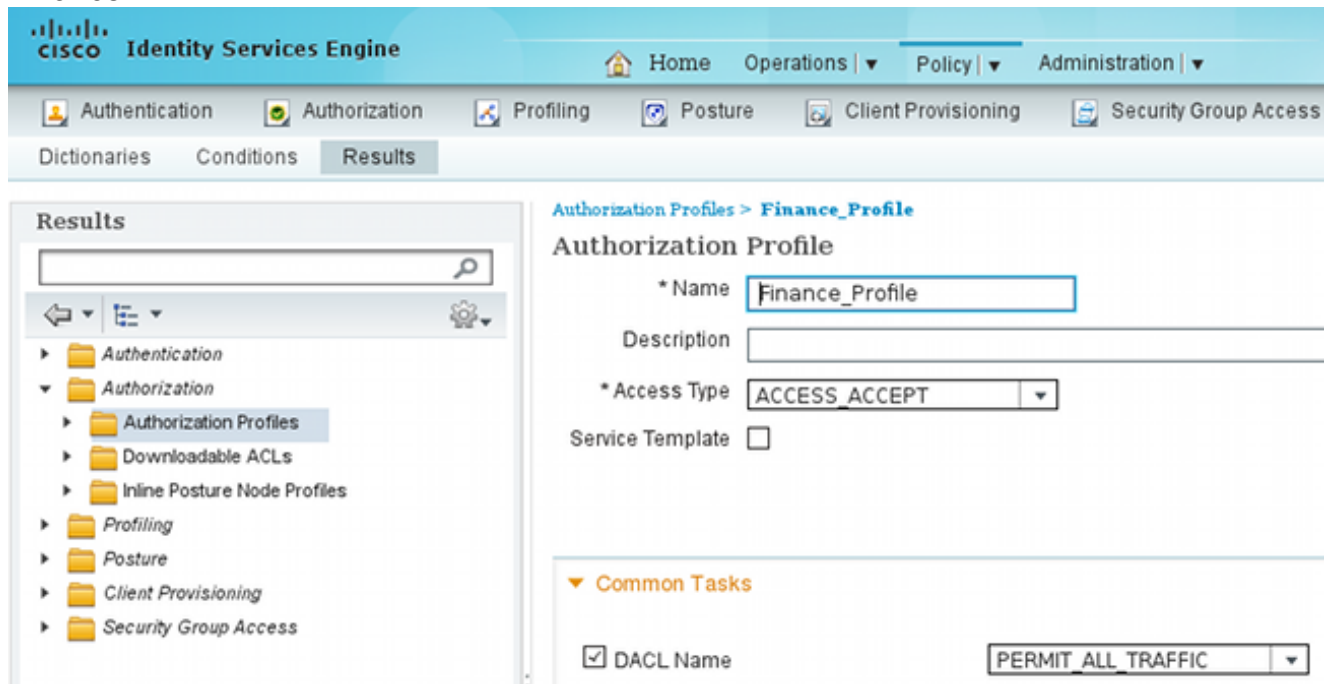 cisco Identity Services Engine
Home Operations | Policy | Administration |
Authentication Authorization Profiling Posture Client Provisioning Security Group Access
Dictionaries Conditions Results
Results
Authentication
Authorization
Authorization Profiles
Downloadable ACLs
Inline Posture Node Profiles
Profiling
Posture
Client Provisioning
Security Group Access
Authorization Profiles > Finance_Profile
Authorization Profile
* Name Finance_Profile
Description
* Access Type ACCESS_ACCEPT
Service Template
Common Tasks
DACL Name PERMIT_ALL_TRAFFIC